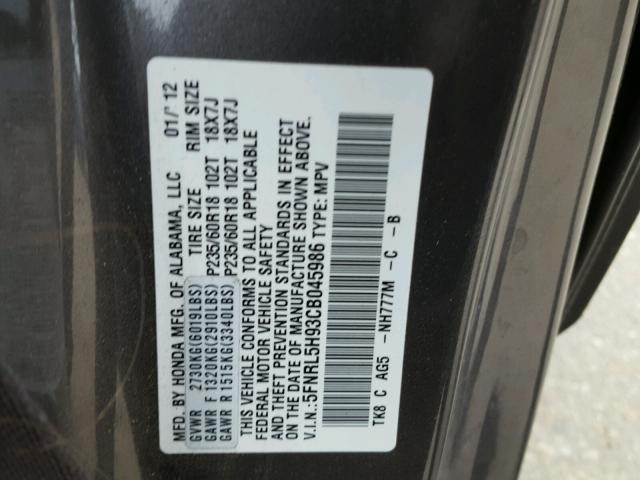 MFD. BY HONDA MFG. OF ALABAMA, LLC 01/12
GVWR 2730KG(6019LBS) TIRE SIZE RIM SIZE
GAWR F 1320KG(2910LBS) P235/60R18 102T 18X7J
GAWR R 1515KG(3340LBS) P235/60R18 102T 18X7J
THIS VEHICLE CONFORMS TO ALL APPLICABLE
FEDERAL MOTOR VEHICLE SAFETY
AND THEFT PREVENTION STANDARDS IN EFFECT
ON THE DATE OF MANUFACTURE SHOWN ABOVE.
V.I.N.:5FNRL5H93CB045986 TYPE: MPV
TK8 C AG5 -NH777M -C -B